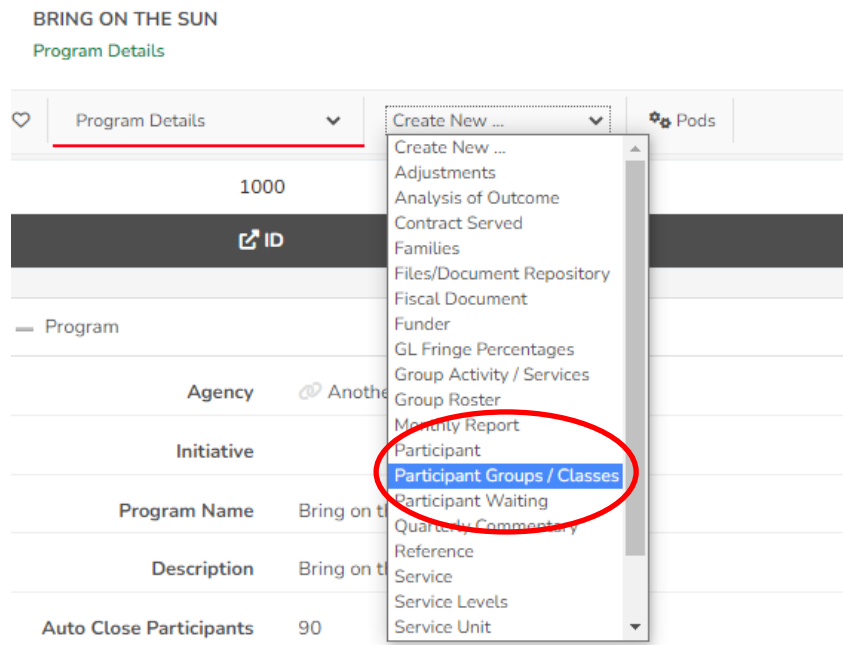 BRING ON THE SUN
Program Details
Program Details
Create New ...
Pods
Create New ...
Adjustments
Analysis of Outcome
Contract Served
Families
Files/Document Repository
Fiscal Document
Funder
GL Fringe Percentages
Group Activity / Services
Group Roster
Monthly Report
Participant
Participant Groups / Classes
Participant Waiting
Quarterly Commentary
Reference
Service
Service Levels
Service Unit
1000
ID
Program
Agency Anothe
Initiative
Program Name Bring on t
Description Bring on t
Auto Close Participants 90